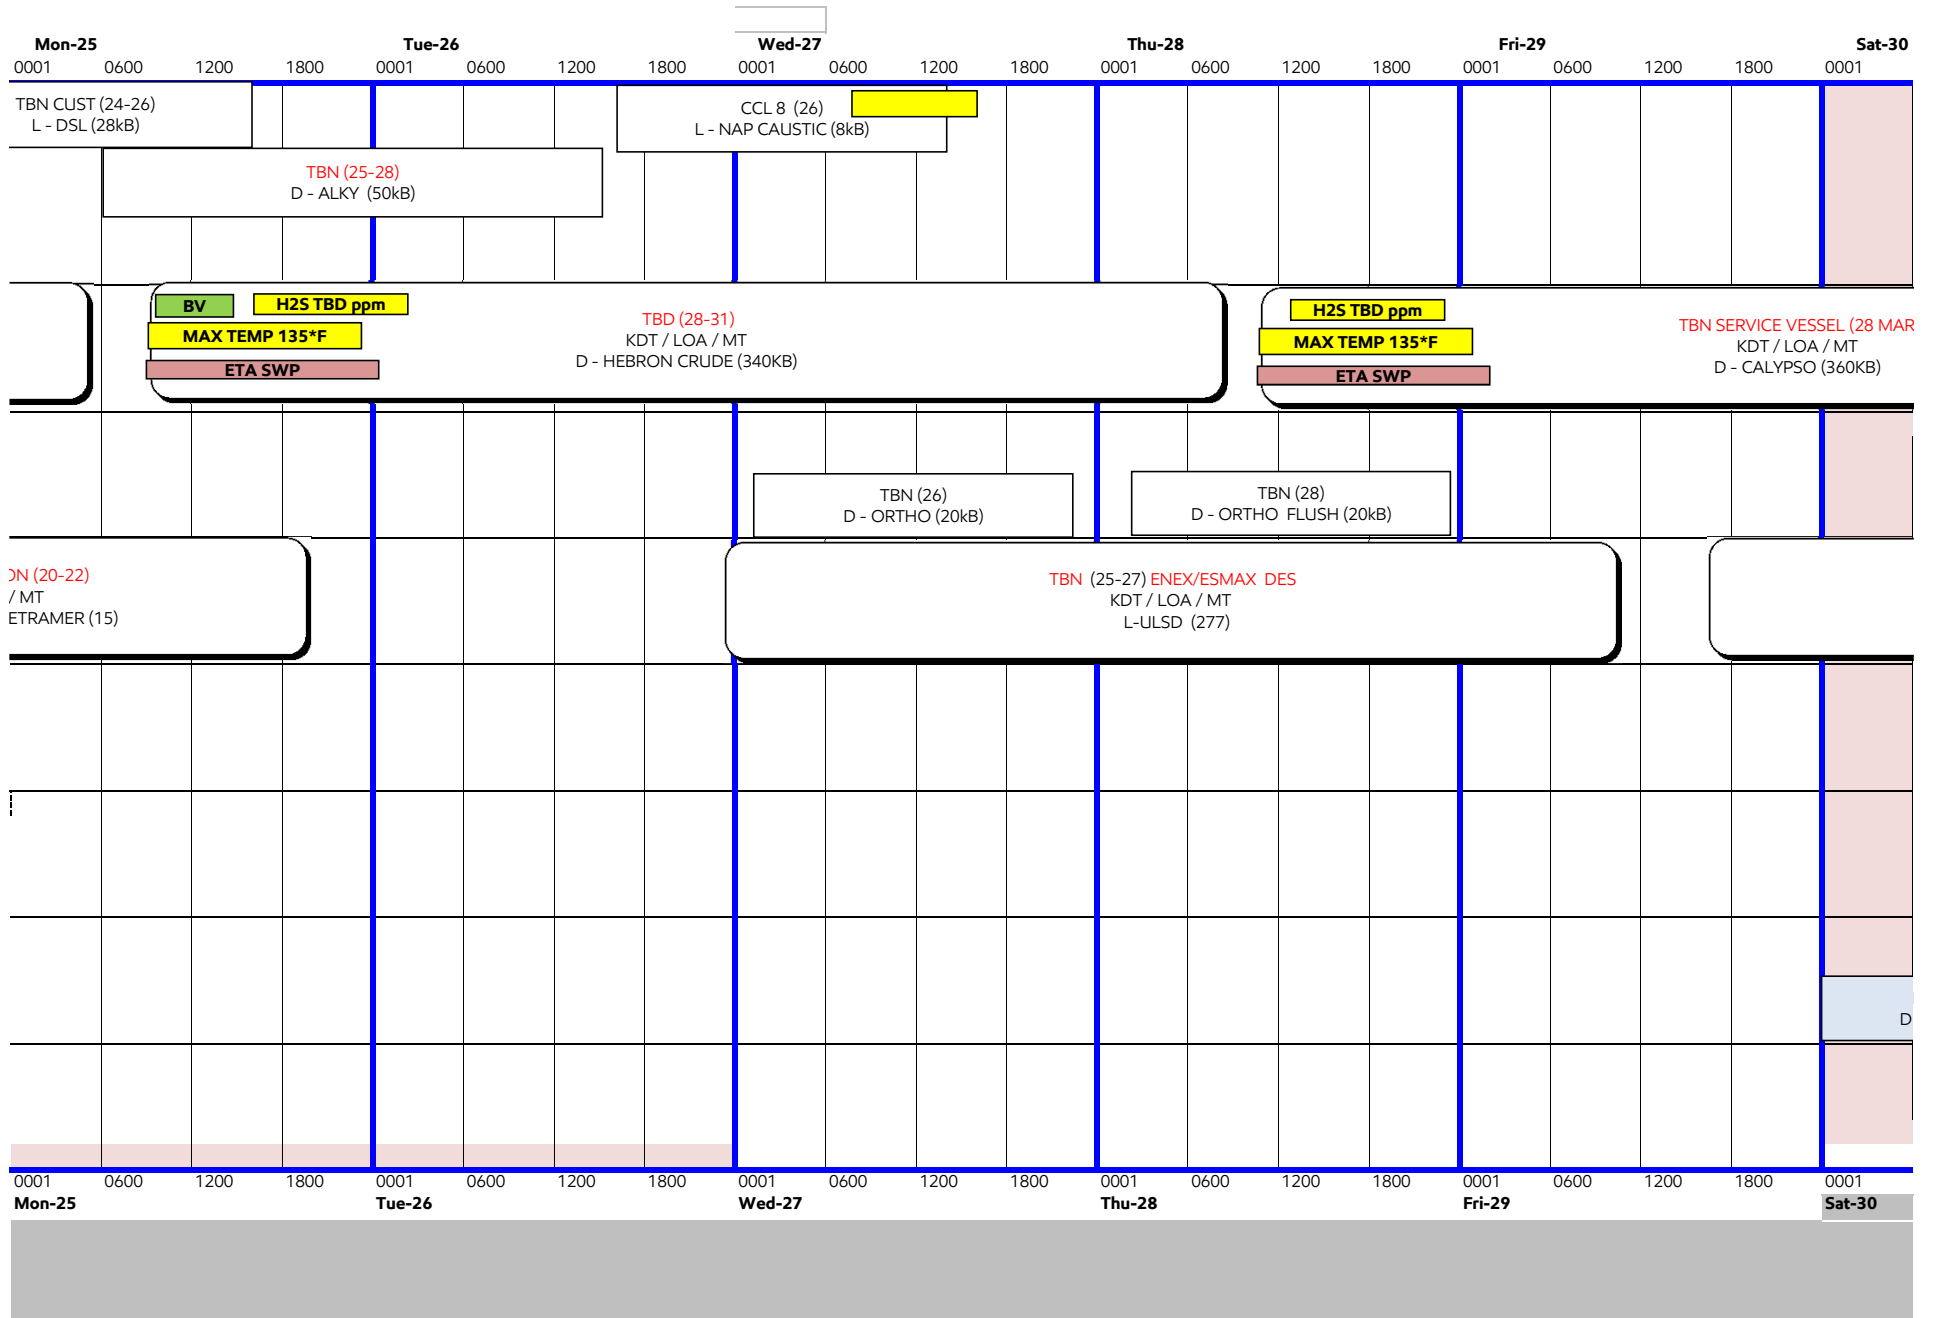 Mon-25 Tue-26 Wed-27 Thu-28 Fri-29 Sat-30
0001 0600 1200 1800 0001 0600 1200 1800 0001 0600 1200 1800 0001 0600 1200 1800 0001 0600 1200 1800 0001
TBN CUST (24-26)
L - DSL (28kB)
CCL 8 (26)
L - NAP CAUSTIC (8kB)
TBN (25-28)
D - ALKY (50kB)
BV
H2S TBD ppm
MAX TEMP 135*F
ETA SWP
TBD (28-31)
KDT / LOA / MT
D - HEBRON CRUDE (340KB)
H2S TBD ppm
MAX TEMP 135*F
ETA SWP
TBN SERVICE VESSEL (28 MAR
KDT / LOA / MT
D - CALYPSO (360KB)
TBN (26)
D - ORTHO (20kB)
TBN (28)
D - ORTHO FLUSH (20kB)
ON (20-22)
/ MT
ETRAMER (15)
TBN (25-27) ENEX/ESMAX DES
KDT / LOA / MT
L-ULSD (277)
D
0001 0600 1200 1800 0001 0600 1200 1800 0001 0600 1200 1800 0001 0600 1200 1800 0001 0600 1200 1800 0001
Mon-25 Tue-26 Wed-27 Thu-28 Fri-29 Sat-30